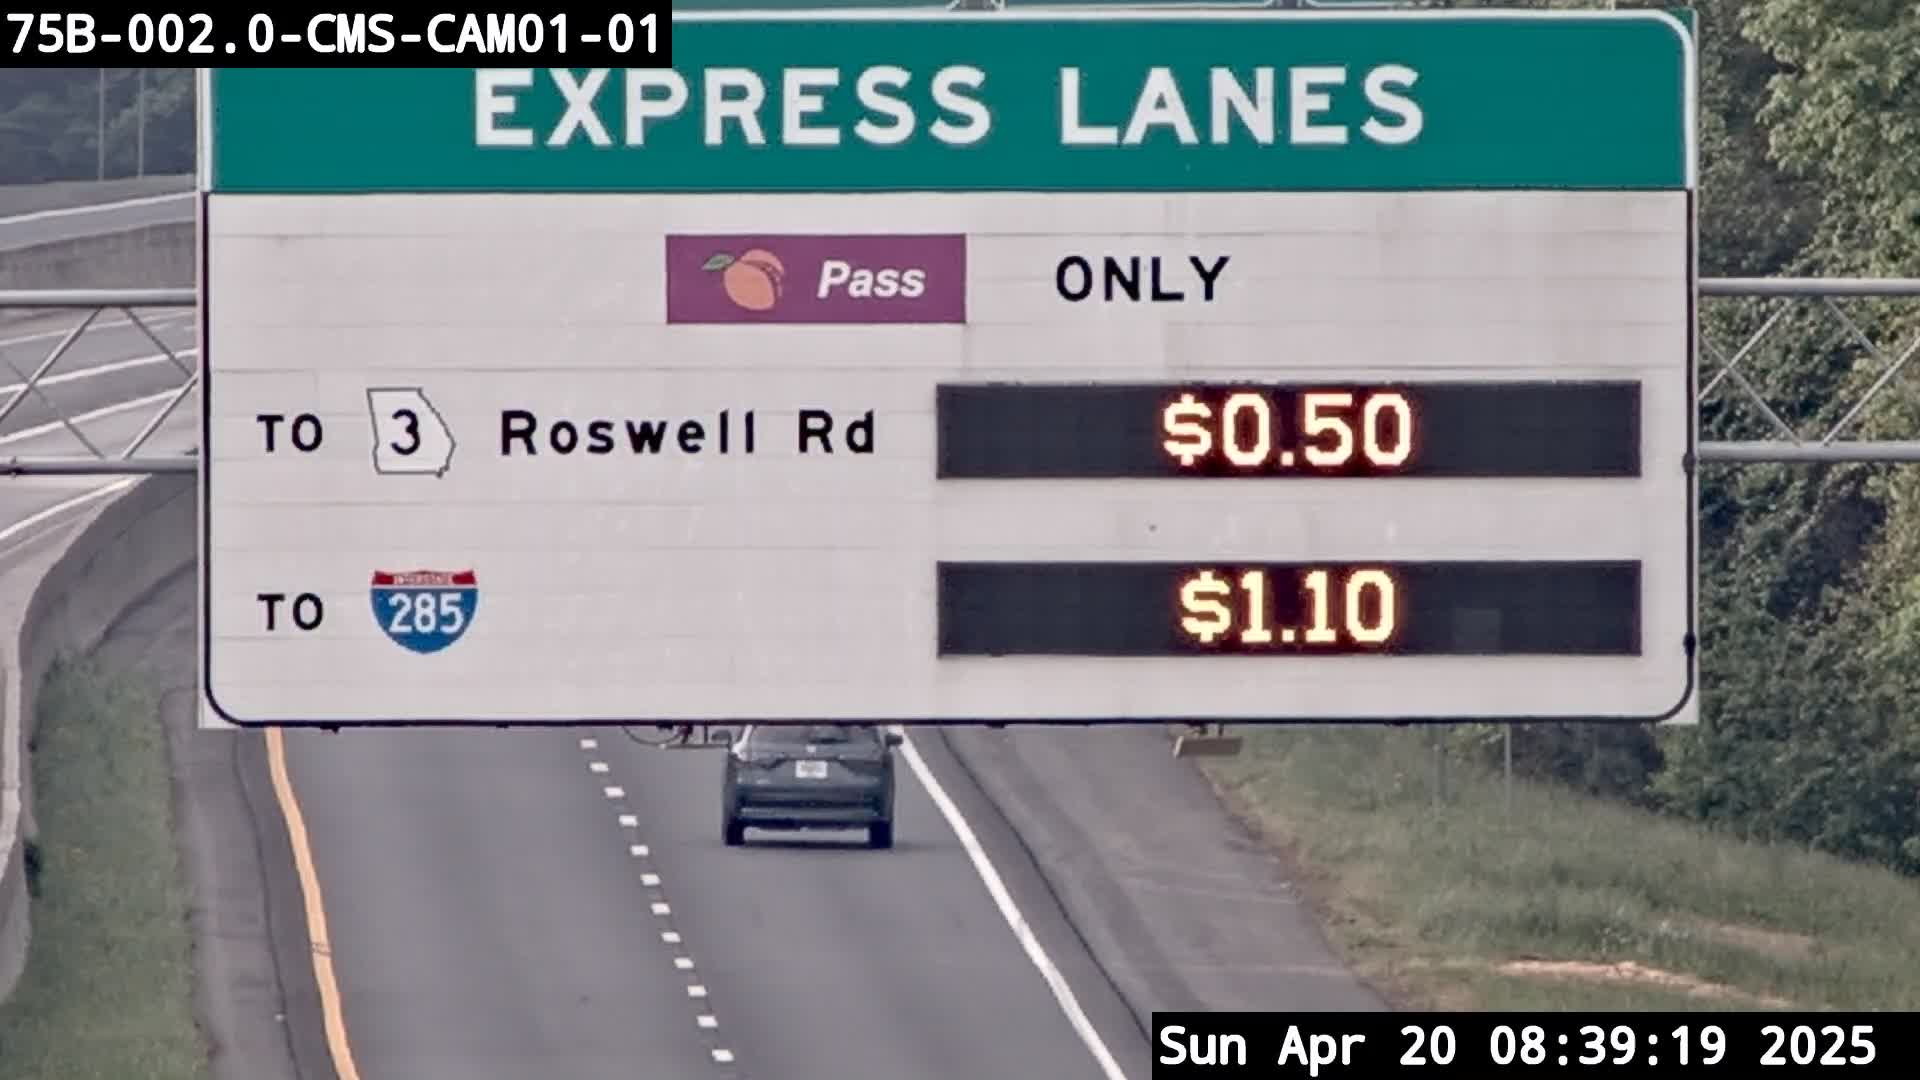 75B-002.0-CMS-CAM01-01
EXPRESS LANES
Pass ONLY
TO 3 Roswell Rd $0.50
INTERSTATE
TO 285 $1.10
Sun Apr 20 08:39:19 2025